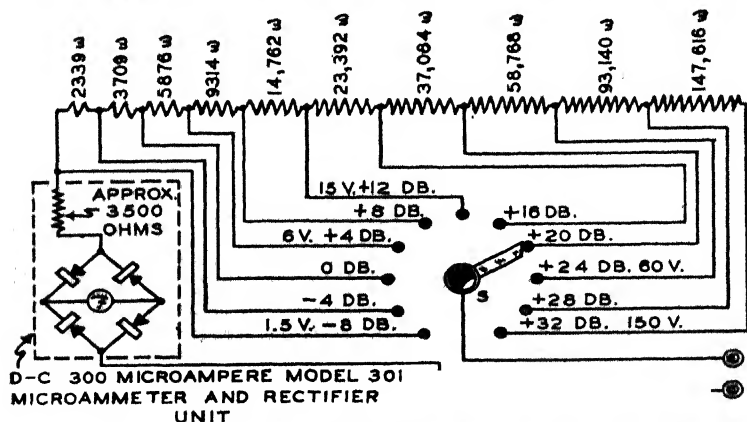 2339 ω
3709 ω
5876 ω
9314 ω
14,762 ω
23,392 ω
37,084 ω
58,768 ω
93,140 ω
147,616 ω
APPROX.
3500
OHMS
15 V. +12 DB.
+8 DB.
+16 DB.
6 V. +4 DB.
+20 DB.
0 DB.
+24 DB. 60 V.
S
-4 DB.
+28 DB.
1.5 V. -8 DB.
+32 DB. 150 V.
D-C 300 MICROAMPERE MODEL 301
MICROAMMETER AND RECTIFIER
UNIT